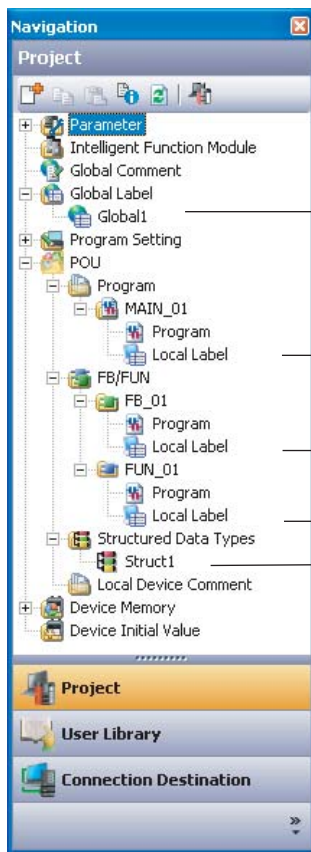 Navigation
Project
Parameter
Intelligent Function Module
Global Comment
Global Label
Global1
Program Setting
POU
Program
MAIN_01
Program
Local Label
FB/FUN
FB_01
Program
Local Label
FUN_01
Program
Local Label
Structured Data Types
Struct1
Local Device Comment
Device Memory
Device Initial Value
Project
User Library
Connection Destination